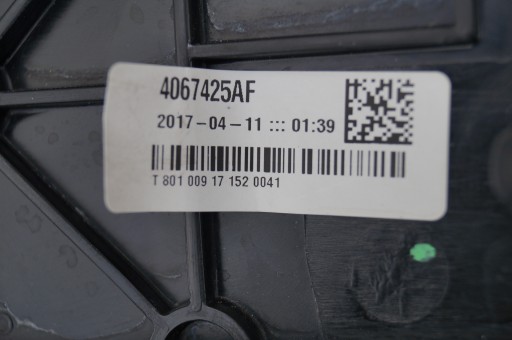 4067425AF
2017-04-11 ::: 01:39
T 801 009 17 152 0041